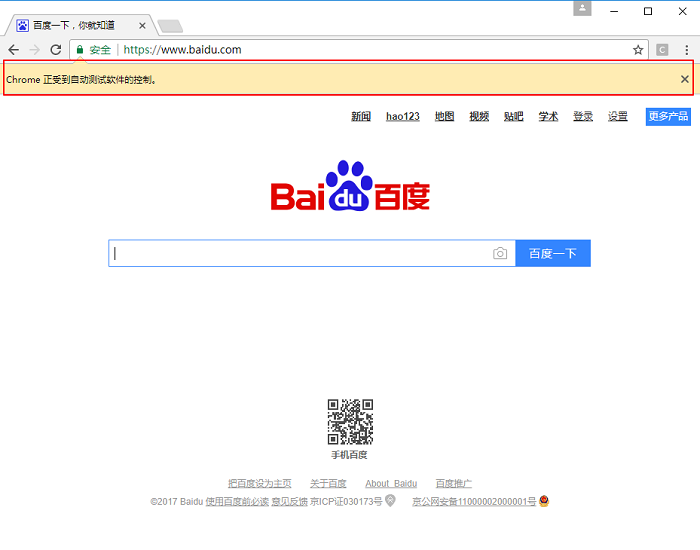 百度一下，你就知道
安全 https://www.baidu.com
C
Chrome 正受到自动测试软件的控制。
新闻 hao123 地图 视频 贴吧 学术 登录 设置 更多产品
Bai du 百度
百度一下
手机百度
把百度设为主页 关于百度 About Baidu 百度推广
©2017 Baidu 使用百度前必读 意见反馈 京ICP证030173号 京公网安备11000002000001号